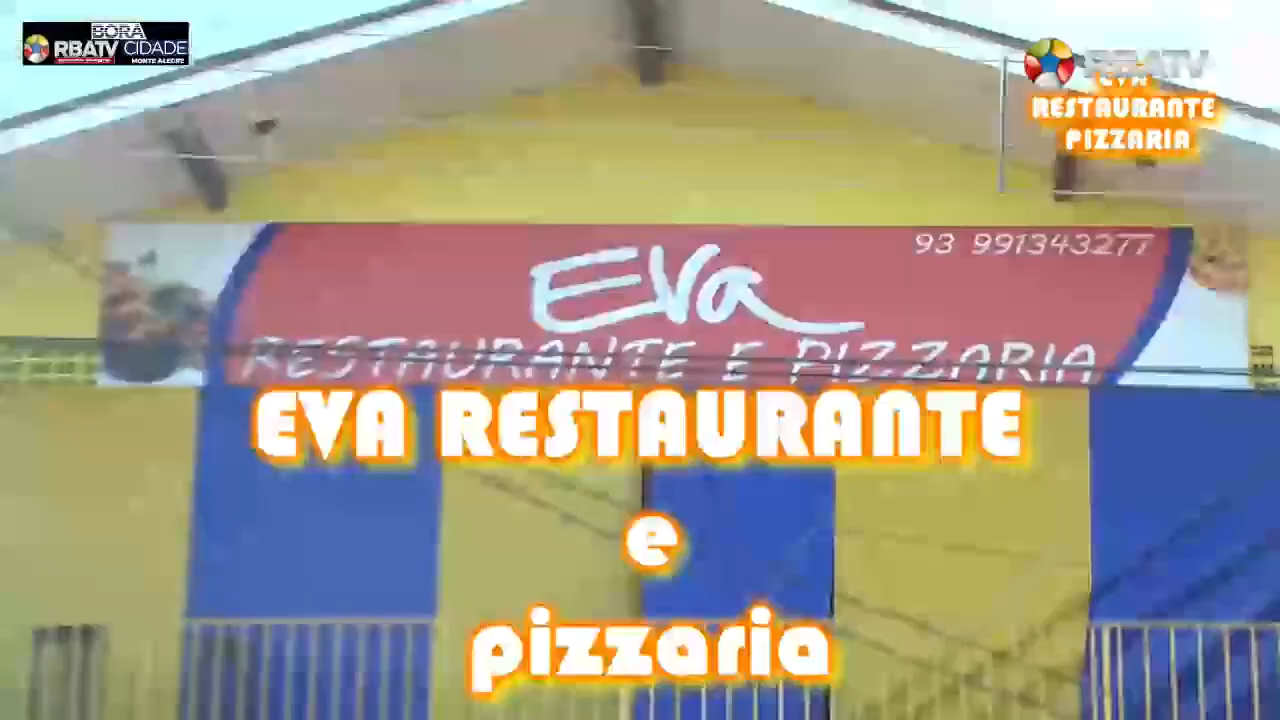 BORA
RBATV CIDADE
MONTE ALEGRE
RBATV
EVA
RESTAURANTE
PIZZARIA
93 991343277
Eva
RESTAURANTE E PIZZARIA
EVA RESTAURANTE
e
pizzaria